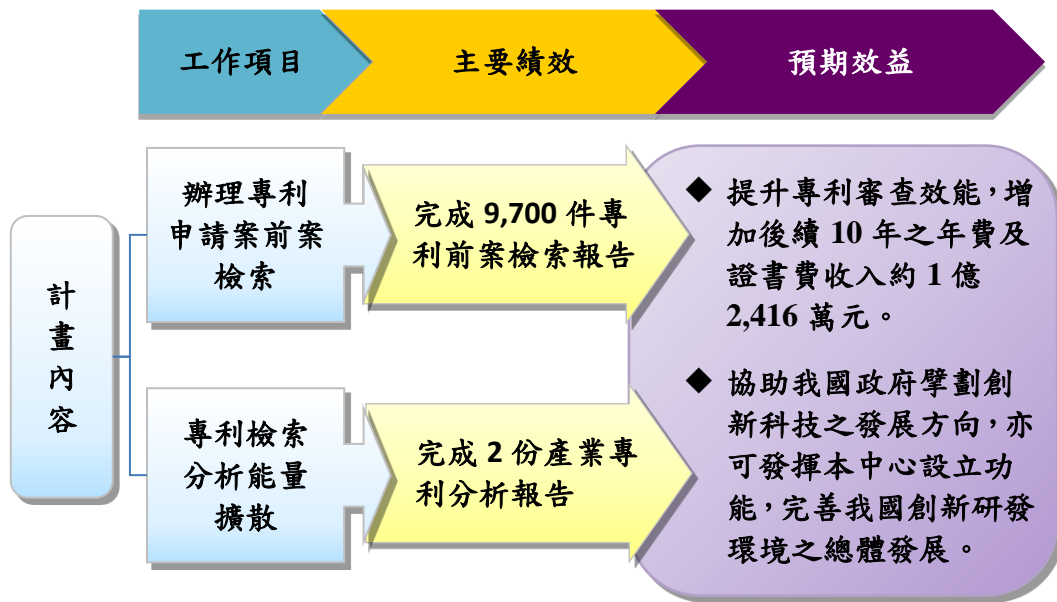 工作項目
主要績效
預期效益
計
畫
內
容
辦理專利
申請案前案
檢索
完成 9,700 件專
利前案檢索報告
專利檢索
分析能量
擴散
完成 2 份產業專
利分析報告
◆ 提升專利審查效能，增
加後續 10 年之年費及
證書費收入約 1 億
2,416 萬元。
◆ 協助我國政府擘劃創
新科技之發展方向，亦
可發揮本中心設立功
能，完善我國創新研發
環境之總體發展。